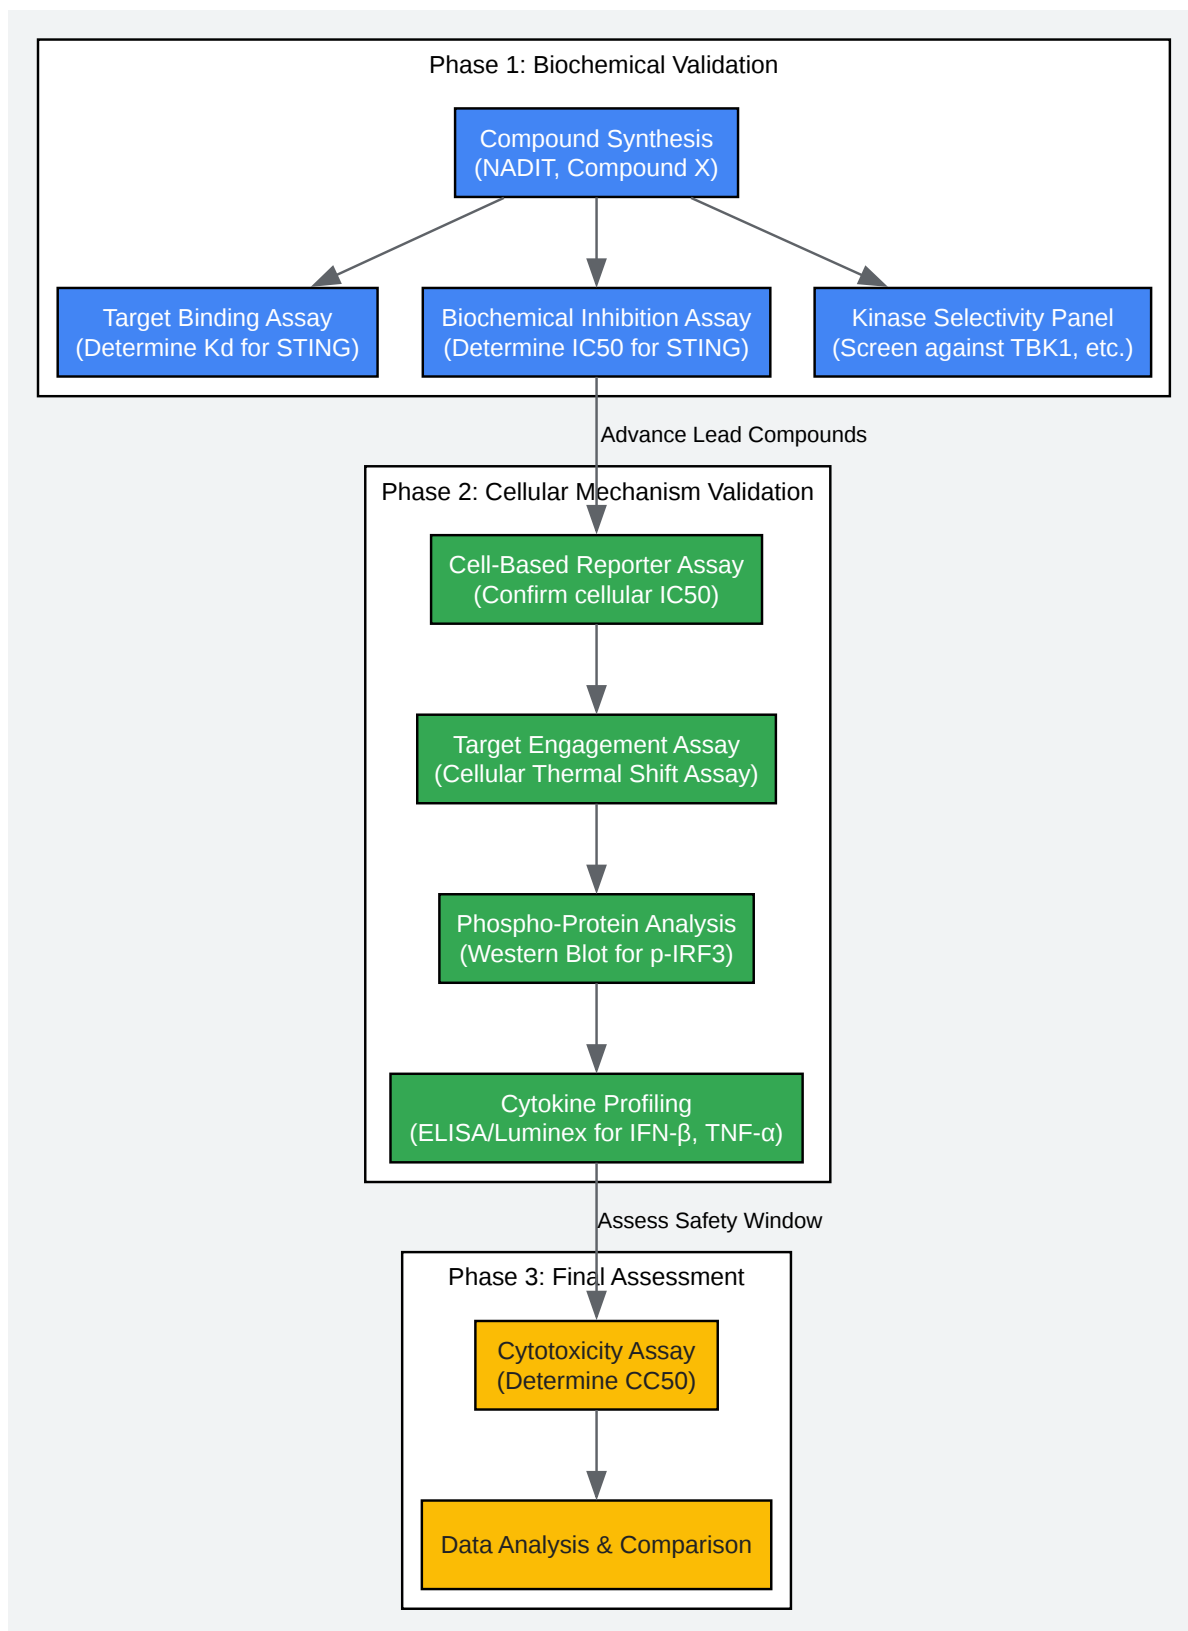 Phase 1: Biochemical Validation
Compound Synthesis
(NADIT, Compound X)
Target Binding Assay
(Determine Kd for STING)
Biochemical Inhibition Assay
(Determine IC50 for STING)
Kinase Selectivity Panel
(Screen against TBK1, etc.)
Advance Lead Compounds
Phase 2: Cellular Mechanism Validation
Cell-Based Reporter Assay
(Confirm cellular IC50)
Target Engagement Assay
(Cellular Thermal Shift Assay)
Phospho-Protein Analysis
(Western Blot for p-IRF3)
Cytokine Profiling
(ELISA/Luminex for IFN-β, TNF-α)
Assess Safety Window
Phase 3: Final Assessment
Cytotoxicity Assay
(Determine CC50)
Data Analysis & Comparison